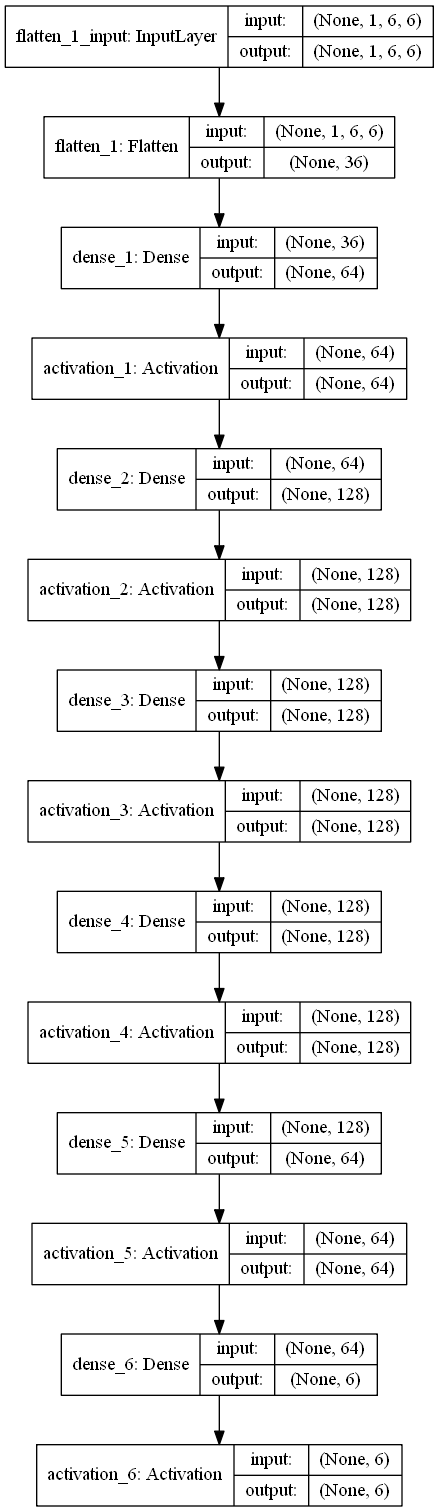 flatten_1_input: InputLayer
input: (None, 1, 6, 6)
output: (None, 1, 6, 6)
flatten_1: Flatten
input: (None, 1, 6, 6)
output: (None, 36)
dense_1: Dense
input: (None, 36)
output: (None, 64)
activation_1: Activation
input: (None, 64)
output: (None, 64)
dense_2: Dense
input: (None, 64)
output: (None, 128)
activation_2: Activation
input: (None, 128)
output: (None, 128)
dense_3: Dense
input: (None, 128)
output: (None, 128)
activation_3: Activation
input: (None, 128)
output: (None, 128)
dense_4: Dense
input: (None, 128)
output: (None, 128)
activation_4: Activation
input: (None, 128)
output: (None, 128)
dense_5: Dense
input: (None, 128)
output: (None, 64)
activation_5: Activation
input: (None, 64)
output: (None, 64)
dense_6: Dense
input: (None, 64)
output: (None, 6)
activation_6: Activation
input: (None, 6)
output: (None, 6)